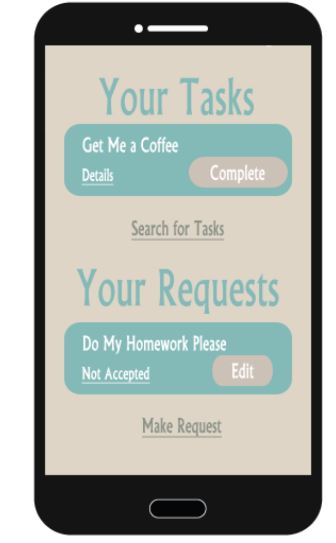 Your Tasks
Get Me a Coffee
Details
Complete
Search for Tasks
Your Requests
Do My Homework Please
Not Accepted
Edit
Make Request